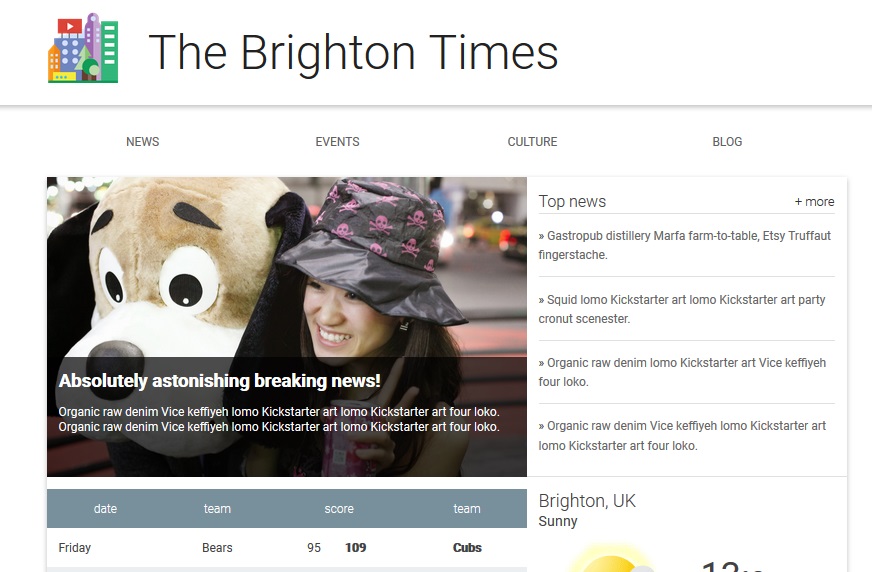 The Brighton Times
NEWS EVENTS CULTURE BLOG
Absolutely astonishing breaking news!
Organic raw denim Vice keffiyeh lomo Kickstarter art lomo Kickstarter art four loko.
Organic raw denim Vice keffiyeh lomo Kickstarter art lomo Kickstarter art four loko.
Top news + more
» Gastropub distillery Marfa farm-to-table, Etsy Truffaut
fingerstache.
» Squid lomo Kickstarter art lomo Kickstarter art party
cronut scenester.
» Organic raw denim lomo Kickstarter art Vice keffiyeh
four loko.
» Organic raw denim Vice keffiyeh lomo Kickstarter art
lomo Kickstarter art four loko.
date team score team
Friday Bears 95 109 Cubs
Brighton, UK
Sunny